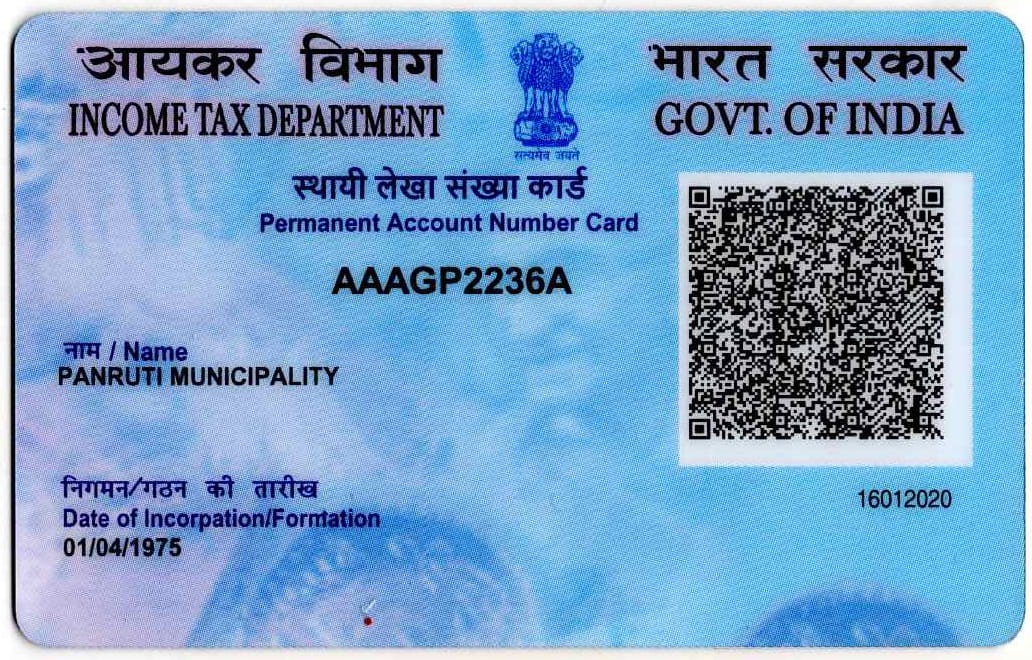 आयकर विभाग
INCOME TAX DEPARTMENT
सत्यमेव जयते
भारत सरकार
GOVT. OF INDIA
स्थायी लेखा संख्या कार्ड
Permanent Account Number Card
AAAGP2236A
नाम / Name
PANRUTI MUNICIPALITY
निगमन/गठन की तारीख
Date of Incorpation/Formation
01/04/1975
16012020